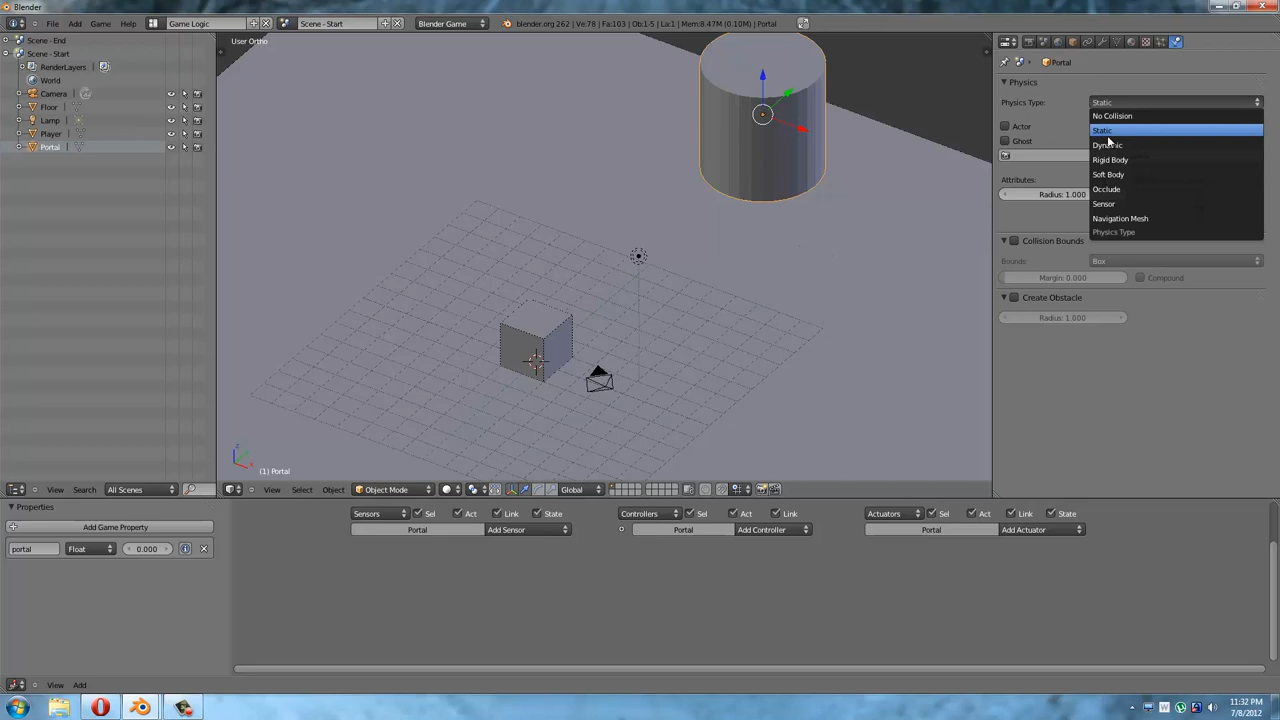 Blender
File Add Game Help Game Logic Scene - Start Blender Game blender.org 262 | Ve:78 | Fa:103 | Ob:1-5 | La:1 | Mem:8.47M (0.10M) | Portal
Scene - End
Scene - Start
RenderLayers
World
Camera
Floor
Lamp
Player
Portal
View Search All Scenes
User Ortho
z
x
(1) Portal
View Select Object Object Mode Global
Portal
Physics
Physics Type: Static
No Collision
Static
Dynamic
Rigid Body
Soft Body
Occlude
Sensor
Navigation Mesh
Physics Type
Actor
Ghost
Attributes:
Radius: 1.000
Collision Bounds
Bounds: Box
Margin: 0.000 Compound
Create Obstacle
Radius: 1.000
Properties
Add Game Property
portal Float 0.000
Sensors Sel Act Link State Controllers Sel Act Link Actuators Sel Act Link State
Portal Add Sensor Portal Add Controller Portal Add Actuator
View Add
11:32 PM
7/8/2012